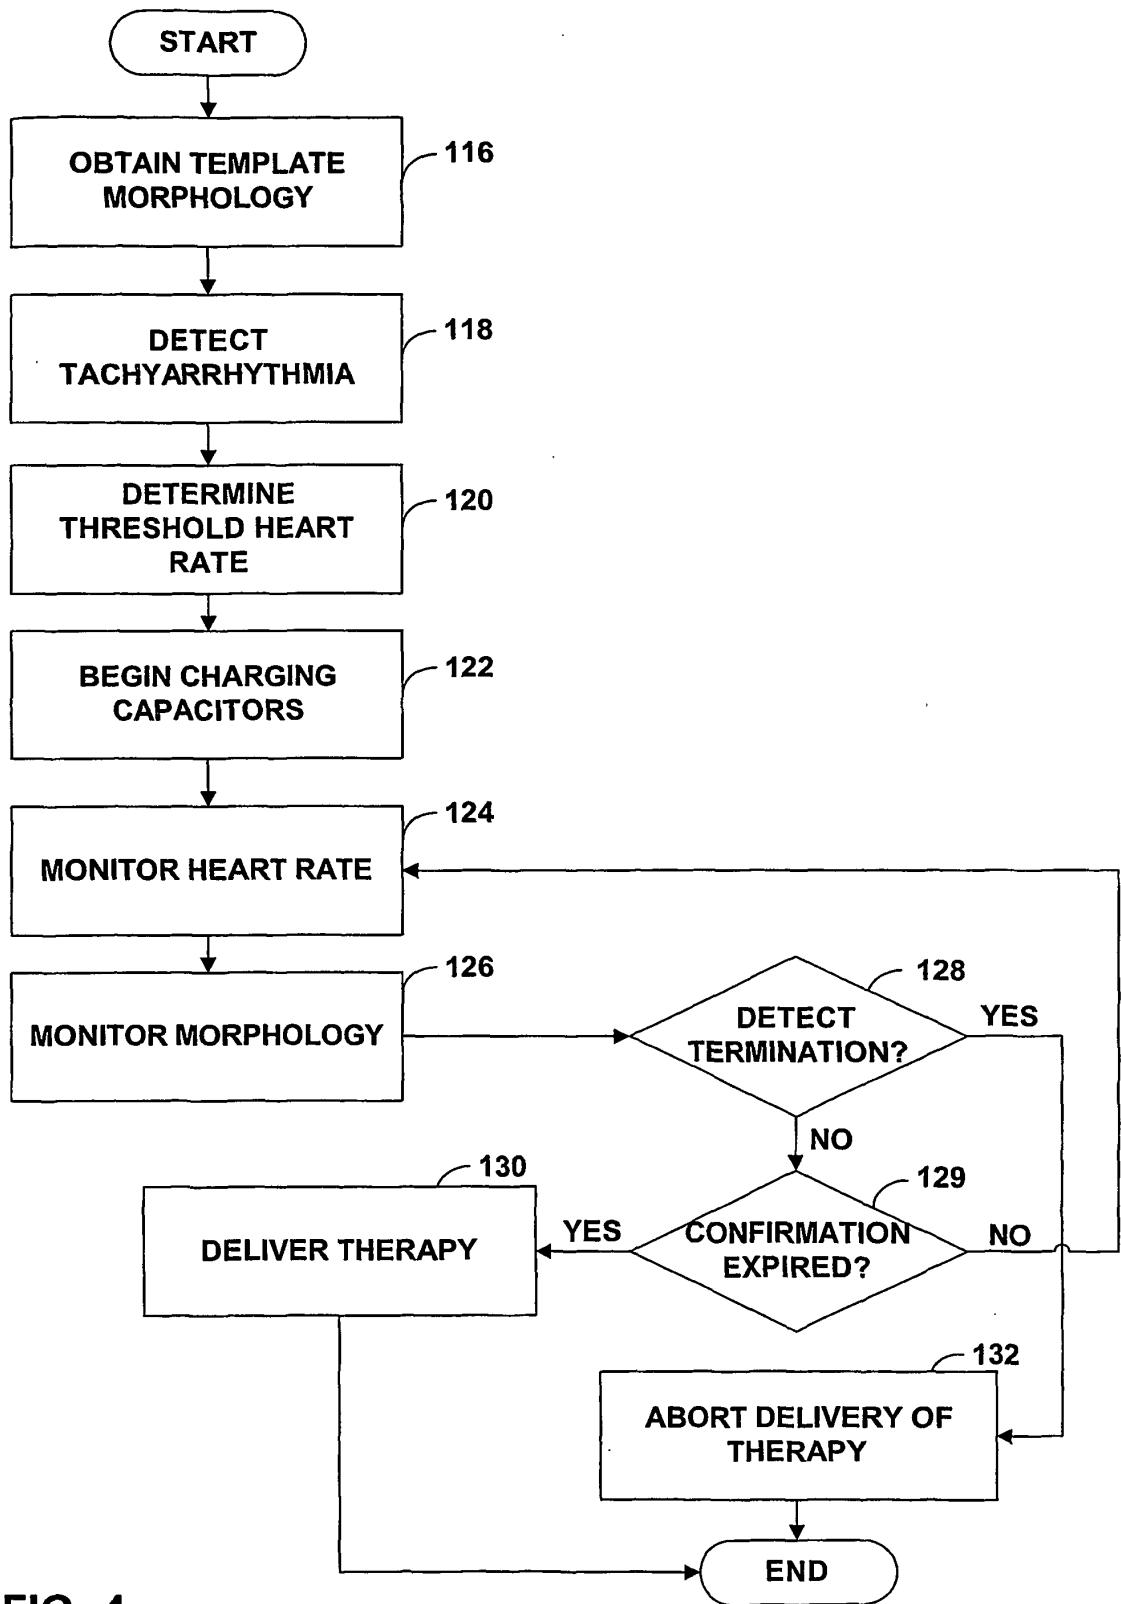 START
OBTAIN TEMPLATE
MORPHOLOGY
116
DETECT
TACHYARRHYTHMIA
118
DETERMINE
THRESHOLD HEART
RATE
120
BEGIN CHARGING
CAPACITORS
122
MONITOR HEART RATE
124
MONITOR MORPHOLOGY
126
DETECT
TERMINATION?
128
YES
NO
CONFIRMATION
EXPIRED?
129
YES
NO
DELIVER THERAPY
130
ABORT DELIVERY OF
THERAPY
132
END